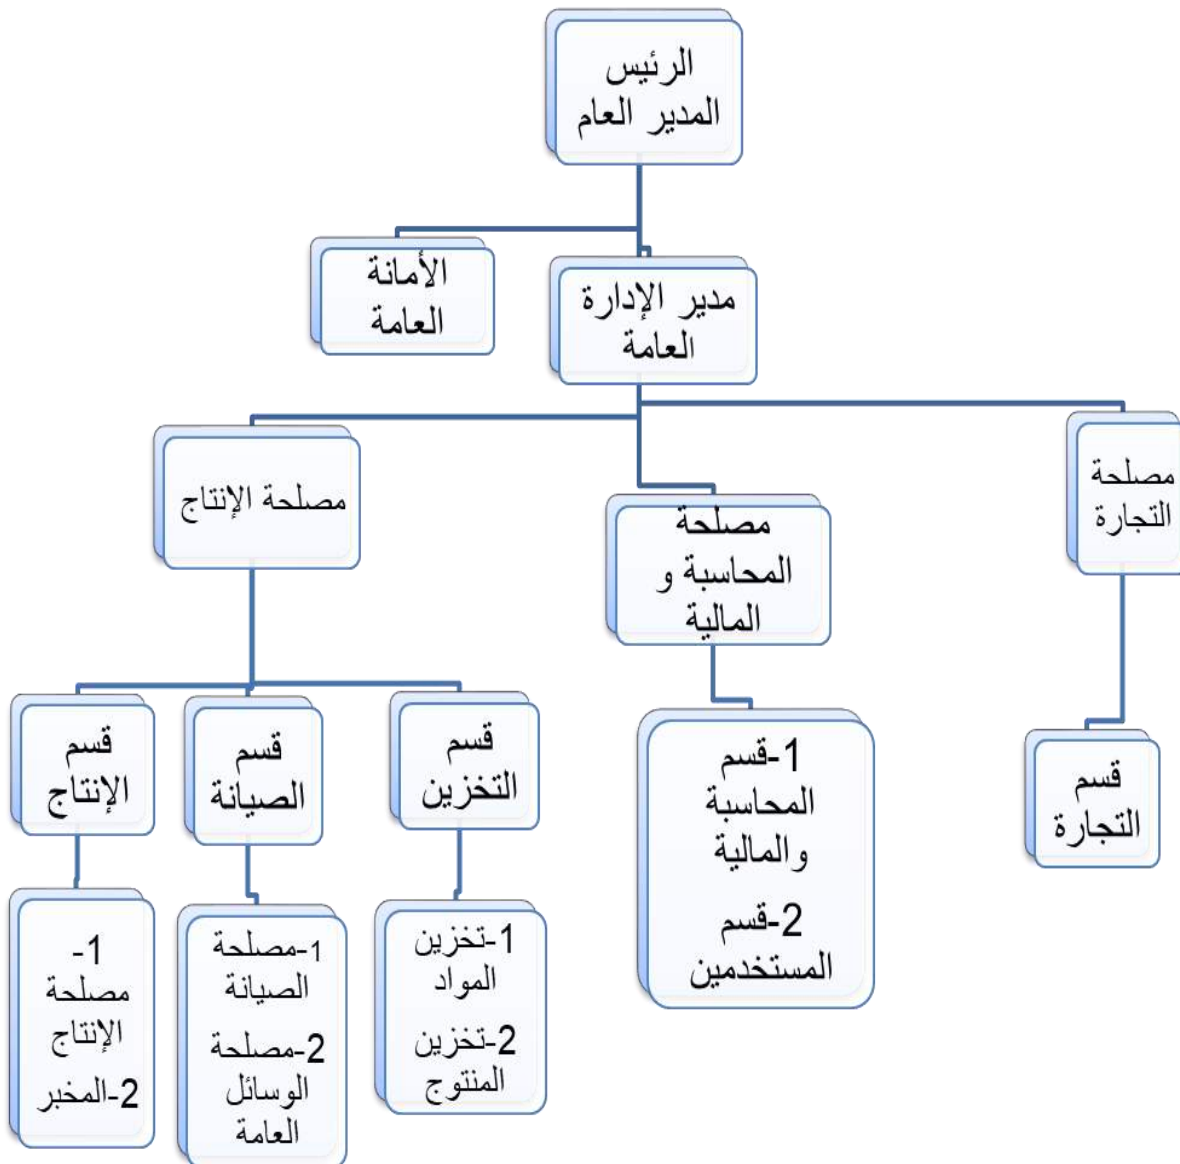 الرئيس
المدير العام
الأمانة
العامة
مدير الإدارة
العامة
مصلحة
التجارة
مصلحة
المحاسبة و
المالية
مصلحة الإنتاج
قسم
التجارة
1-قسم
المحاسبة
والمالية
2-قسم
المستخدمين
قسم
التخزين
قسم
الصيانة
قسم
الإنتاج
1-تخزين
المواد
2-تخزين
المنتوج
1-مصلحة
الصيانة
2-مصلحة
الوسائل
العامة
1-
مصلحة
الإنتاج
2-المخبر